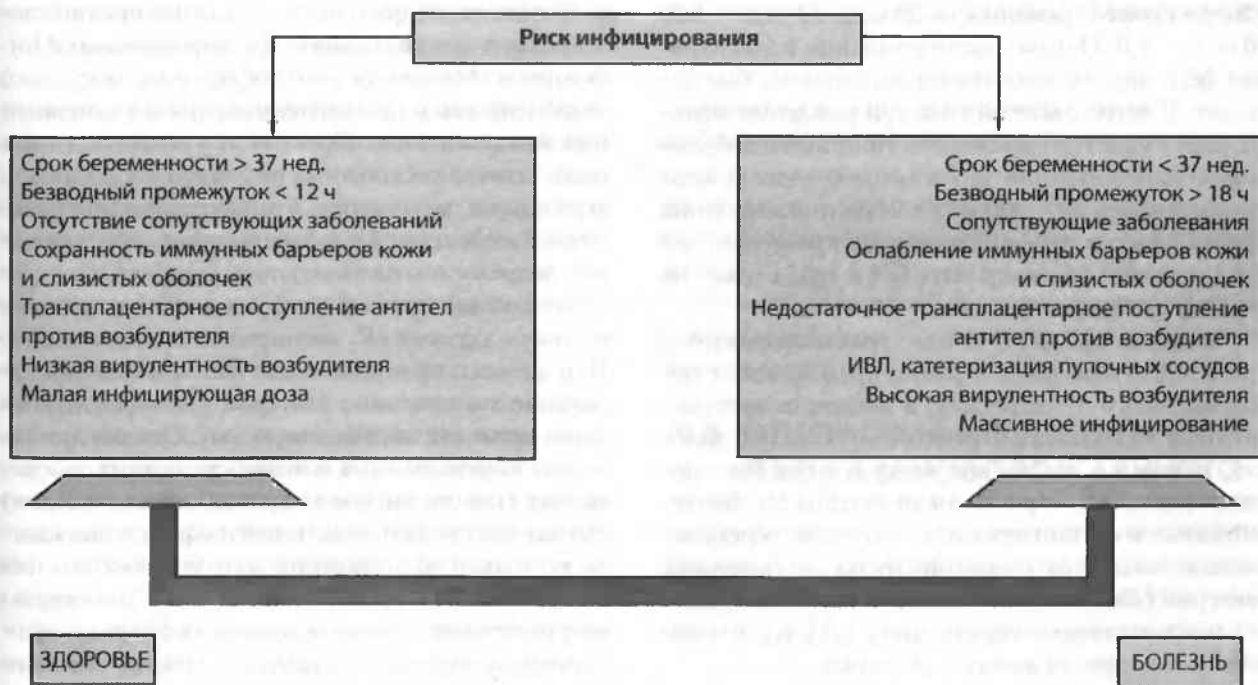 Риск инфицирования
Срок беременности > 37 нед.
Безводный промежуток < 12 ч
Отсутствие сопутствующих заболеваний
Сохранность иммунных барьеров кожи
и слизистых оболочек
Трансплацентарное поступление антител
против возбудителя
Низкая вирулентность возбудителя
Малая инфицирующая доза
Срок беременности < 37 нед.
Безводный промежуток > 18 ч
Сопутствующие заболевания
Ослабление иммунных барьеров кожи
и слизистых оболочек
Недостаточное трансплацентарное поступление
антител против возбудителя
ИВЛ, катетеризация пупочных сосудов
Высокая вирулентность возбудителя
Массивное инфицирование
ЗДОРОВЬЕ
БОЛЕЗНЬ